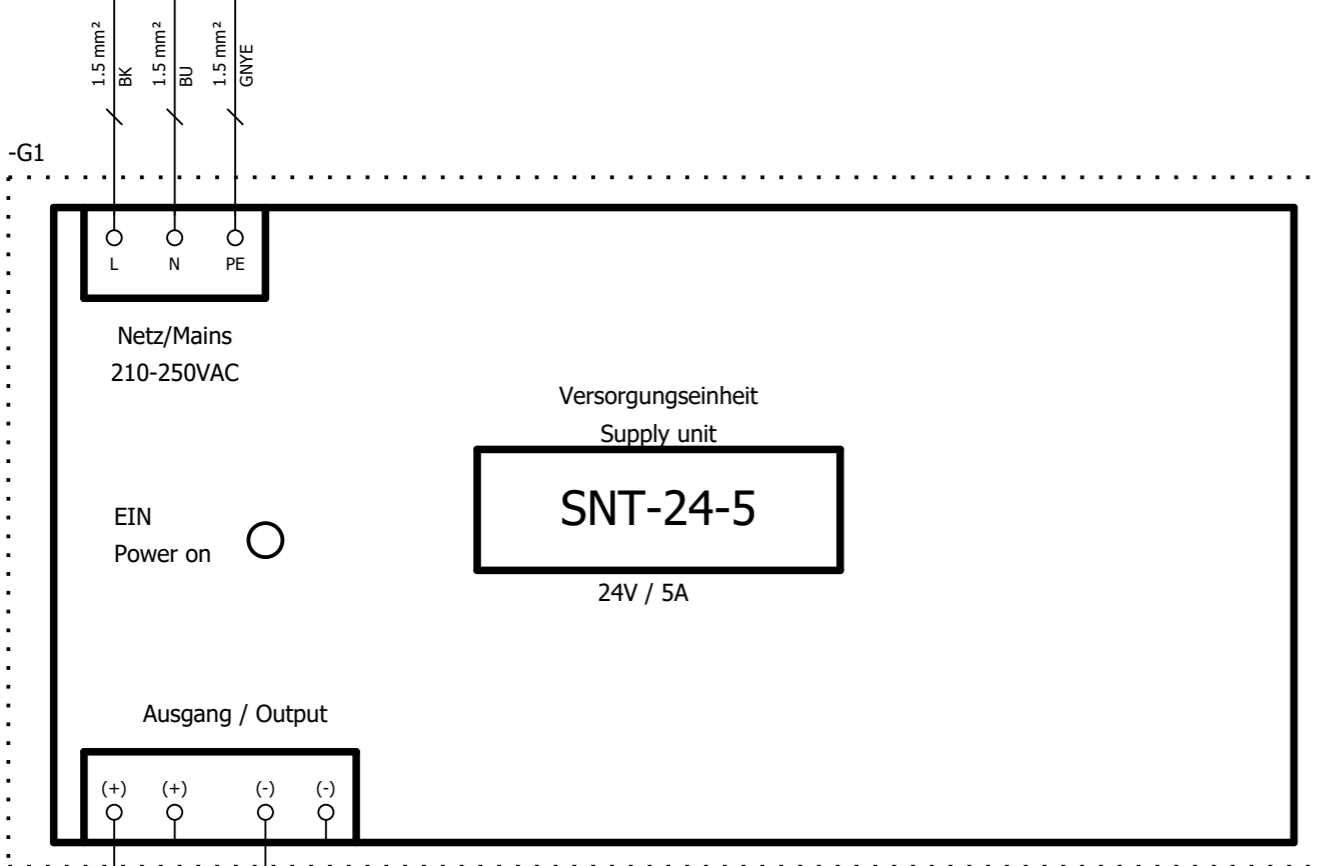 1.5 mm²
BK
1.5 mm²
BU
1.5 mm²
GNYE
-G1
L N PE
Netz/Mains
210-250VAC
Versorgungseinheit
Supply unit
SNT-24-5
24V / 5A
EIN
Power on
Ausgang / Output
(+) (+) (-) (-)